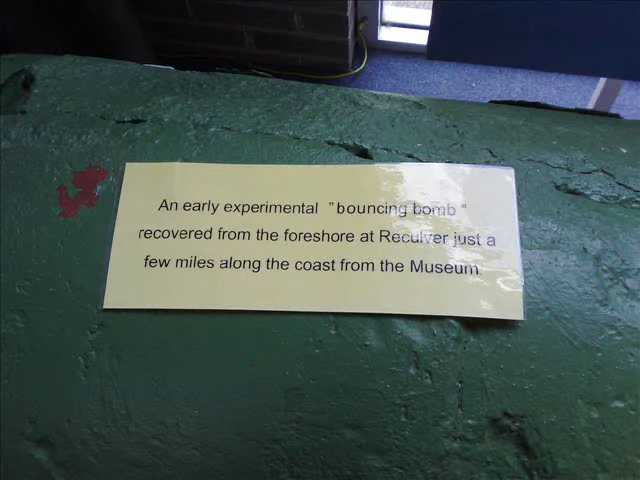 An early experimental "bouncing bomb"
recovered from the foreshore at Reculver just a
few miles along the coast from the Museum